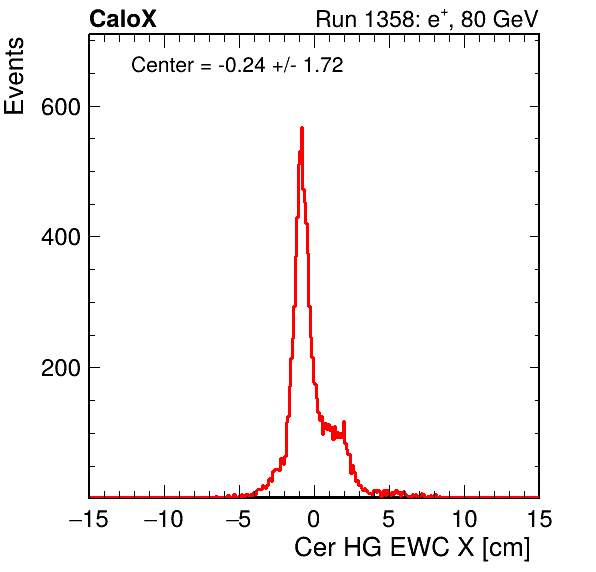 CaloX Run 1358: e⁺, 80 GeV
Center = -0.24 +/- 1.72
Events
600
400
200
−15 −10 −5 0 5 10 15
Cer HG EWC X [cm]